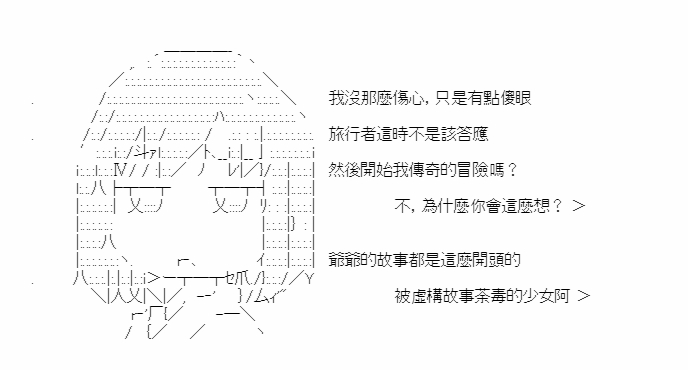 我沒那麼傷心，只是有點傻眼
旅行者這時不是該答應
然後開始我傳奇的冒險嗎？
不，為什麼你會這麼想？ ＞
爺爺的故事都是這麼開頭的
被虛構故事荼毒的少女阿 ＞